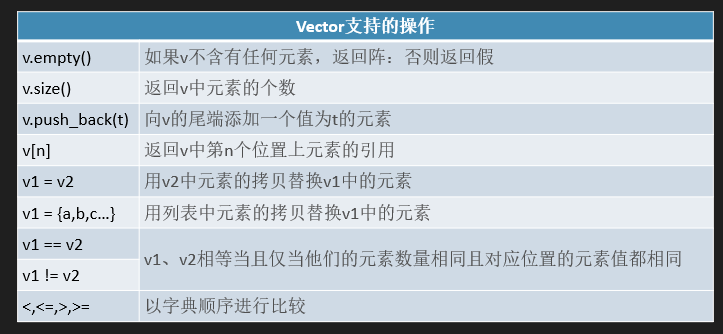 Vector支持的操作
v.empty() 如果v不含有任何元素，返回阵：否则返回假
v.size() 返回v中元素的个数
v.push_back(t) 向v的尾端添加一个值为t的元素
v[n] 返回v中第n个位置上元素的引用
v1 = v2 用v2中元素的拷贝替换v1中的元素
v1 = {a,b,c…} 用列表中元素的拷贝替换v1中的元素
v1 == v2
v1、v2相等当且仅当他们的元素数量相同且对应位置的元素值都相同
v1 != v2
<,<=,>,>= 以字典顺序进行比较